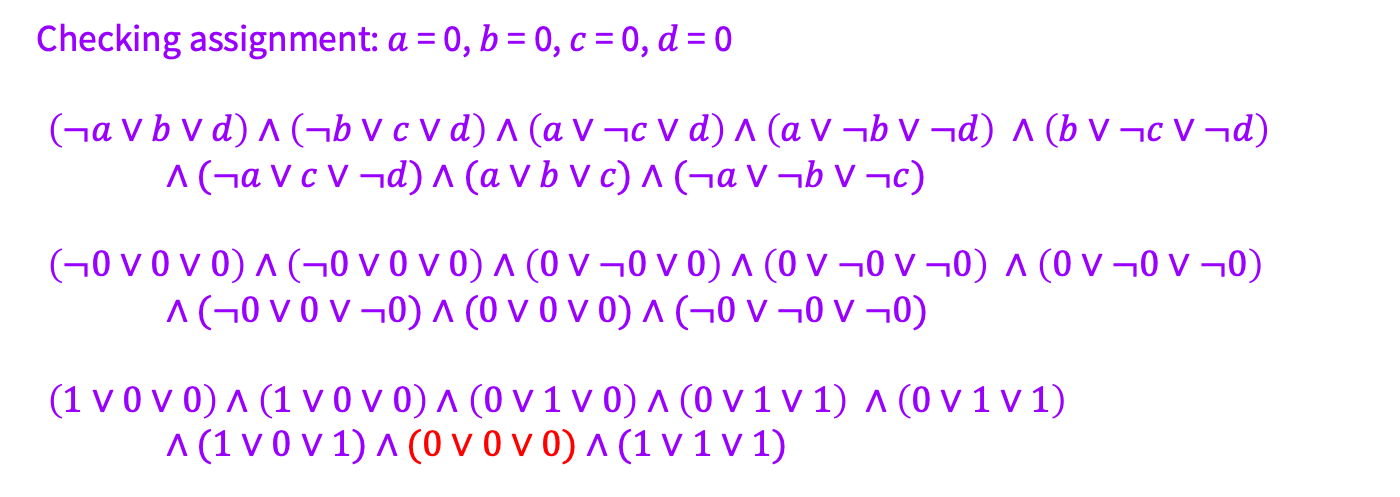 Checking assignment: a = 0, b = 0, c = 0, d = 0
(¬a ∨ b ∨ d) ∧ (¬b ∨ c ∨ d) ∧ (a ∨ ¬c ∨ d) ∧ (a ∨ ¬b ∨ ¬d) ∧ (b ∨ ¬c ∨ ¬d)
∧ (¬a ∨ c ∨ ¬d) ∧ (a ∨ b ∨ c) ∧ (¬a ∨ ¬b ∨ ¬c)
(¬0 ∨ 0 ∨ 0) ∧ (¬0 ∨ 0 ∨ 0) ∧ (0 ∨ ¬0 ∨ 0) ∧ (0 ∨ ¬0 ∨ ¬0) ∧ (0 ∨ ¬0 ∨ ¬0)
∧ (¬0 ∨ 0 ∨ ¬0) ∧ (0 ∨ 0 ∨ 0) ∧ (¬0 ∨ ¬0 ∨ ¬0)
(1 ∨ 0 ∨ 0) ∧ (1 ∨ 0 ∨ 0) ∧ (0 ∨ 1 ∨ 0) ∧ (0 ∨ 1 ∨ 1) ∧ (0 ∨ 1 ∨ 1)
∧ (1 ∨ 0 ∨ 1) ∧ (0 ∨ 0 ∨ 0) ∧ (1 ∨ 1 ∨ 1)